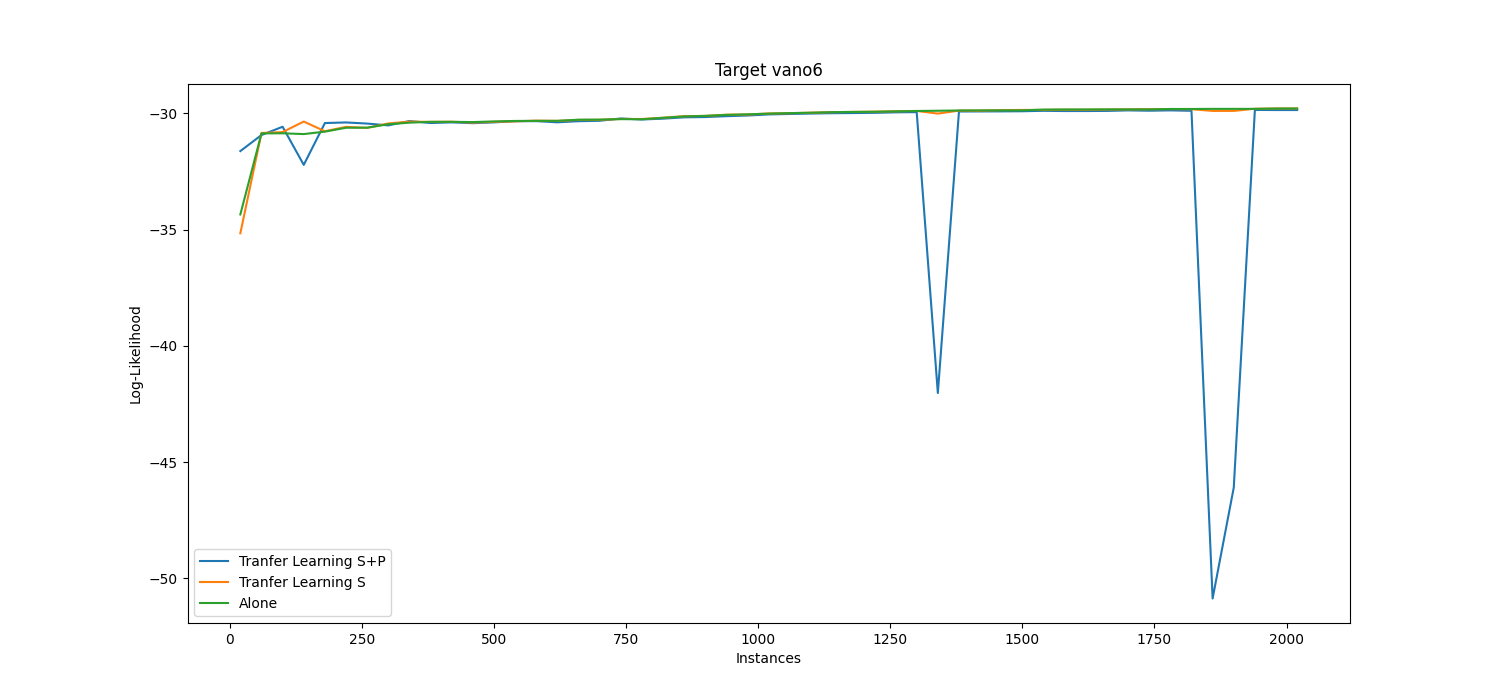 Target vano6
Log-Likelihood
−30
−35
−40
−45
−50
Tranfer Learning S+P
Tranfer Learning S
Alone
0
250
500
750
1000
1250
1500
1750
2000
Instances